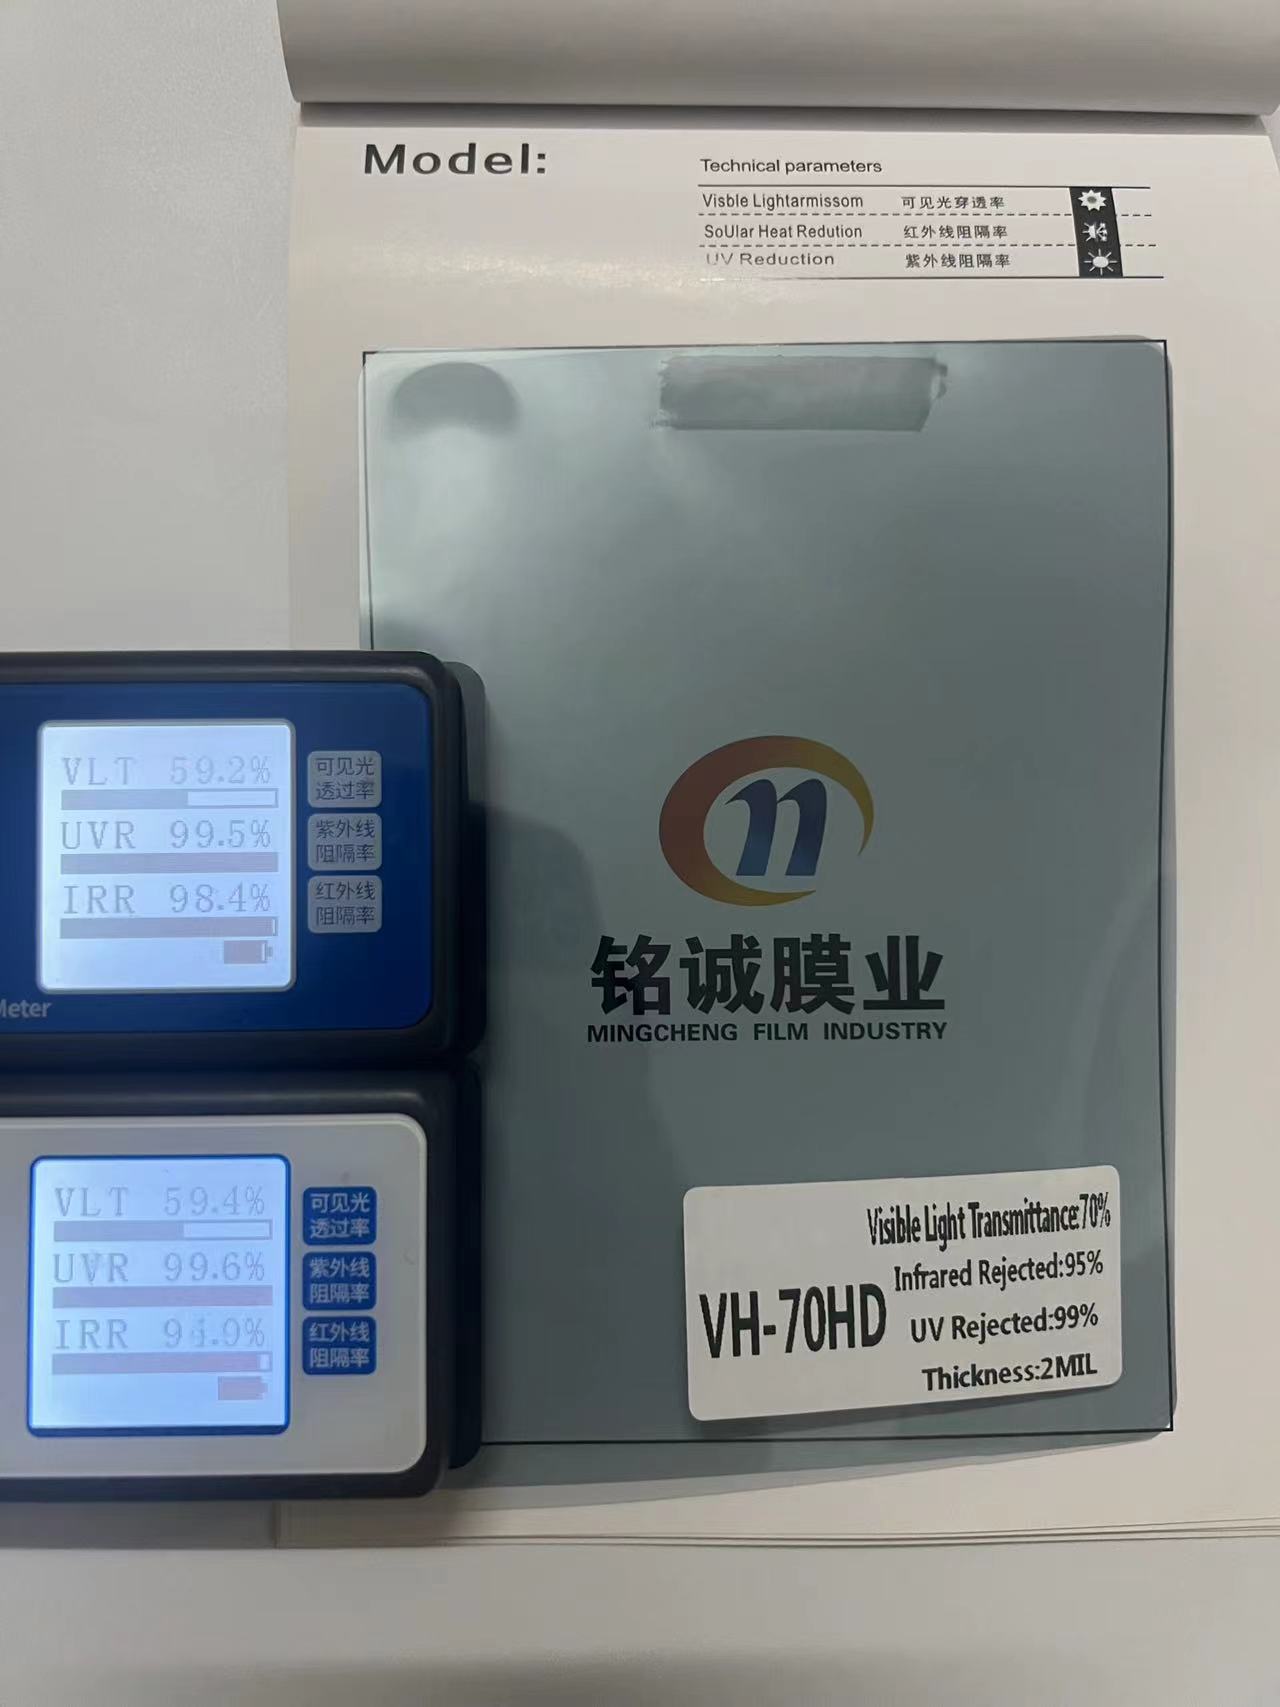 Model:
Technical parameters
Visble Lightarmissom 可见光穿透率
SoUlar Heat Redution 红外线阻隔率
UV Reduction 紫外线阻隔率
VLT 59.2%
UVR 99.5%
IRR 98.4%
可见光
透过率
紫外线
阻隔率
红外线
阻隔率
Meter
铭诚膜业
MINGCHENG FILM INDUSTRY
VLT 59.4%
UVR 99.6%
IRR
可见光
透过率
紫外线
阻隔率
红外线
阻隔率
VH-70HD
Visible Light Transmittance:70%
Infrared Rejected:95%
UV Rejected:99%
Thickness:2MIL